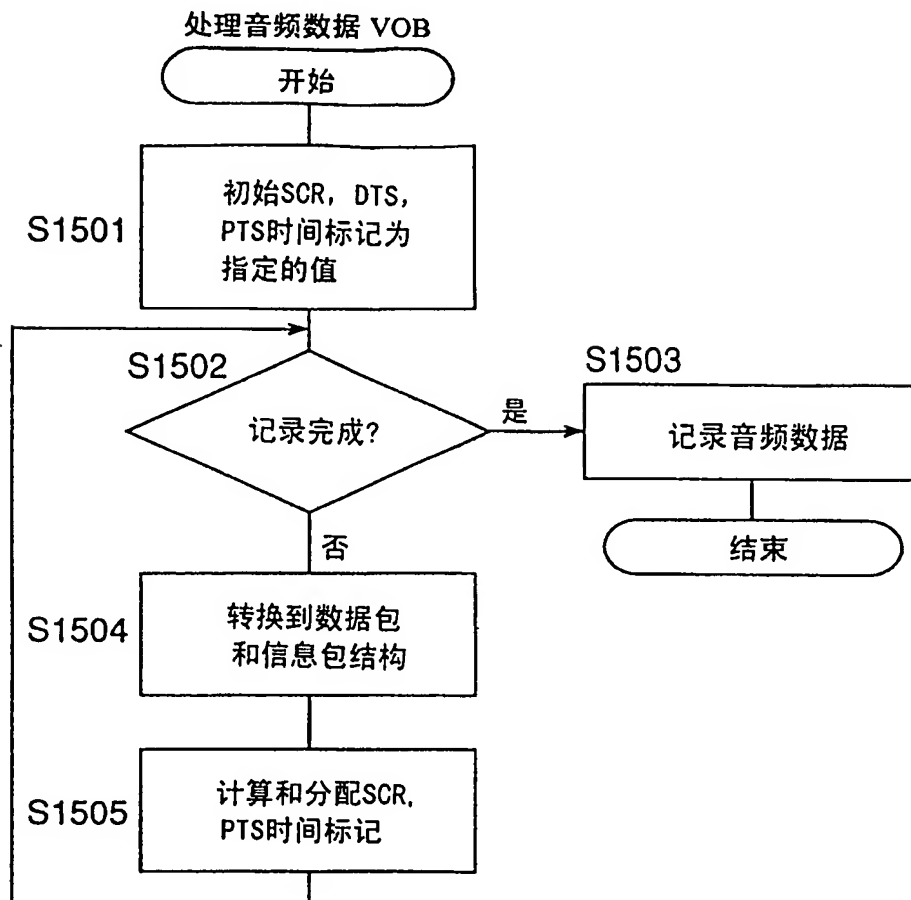 处理音频数据 VOB
开始
S1501
初始SCR, DTS,
PTS时间标记为
指定的值
S1502
记录完成?
是
S1503
记录音频数据
结束
否
S1504
转换到数据包
和信息包结构
S1505
计算和分配SCR,
PTS时间标记